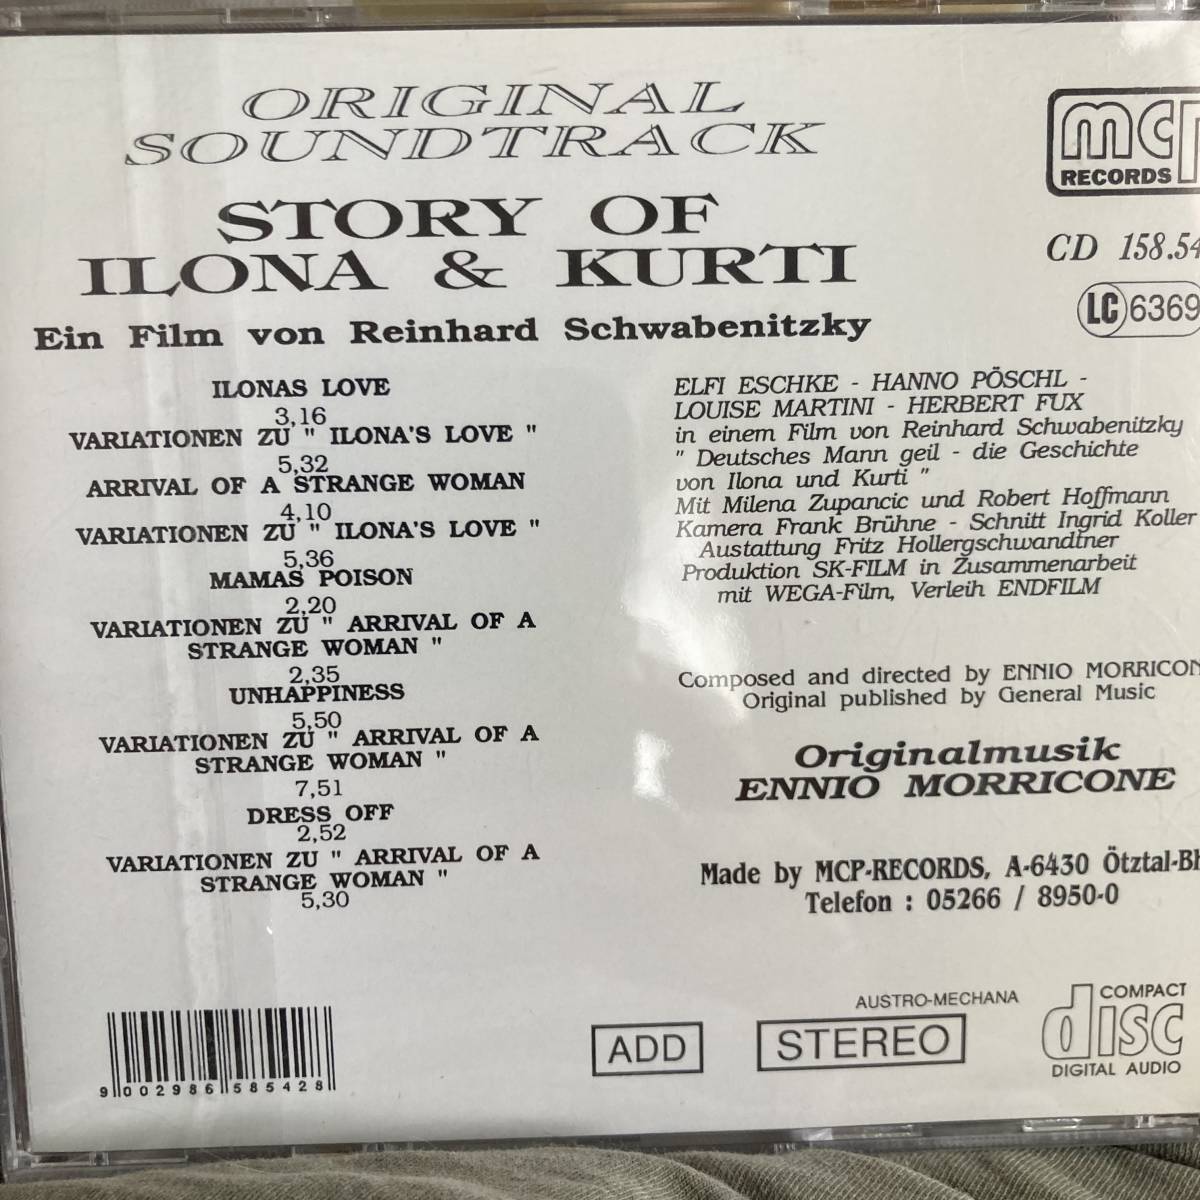 ORIGINAL
SOUNDTRACK
STORY OF
ILONA & KURTI
Ein Film von Reinhard Schwabenitzky
ILONAS LOVE
3,16
VARIATIONEN ZU " ILONA'S LOVE "
5,32
ARRIVAL OF A STRANGE WOMAN
4,10
VARIATIONEN ZU " ILONA'S LOVE "
5,36
MAMAS POISON
2,20
VARIATIONEN ZU " ARRIVAL OF A
STRANGE WOMAN "
2,35
UNHAPPINESS
5,50
VARIATIONEN ZU " ARRIVAL OF A
STRANGE WOMAN "
7,51
DRESS OFF
2,52
VARIATIONEN ZU " ARRIVAL OF A
STRANGE WOMAN "
5,30
mcp
RECORDS
CD 158.54
LC 6369
ELFI ESCHKE - HANNO PÖSCHL -
LOUISE MARTINI - HERBERT FUX
in einem Film von Reinhard Schwabenitzky
" Deutsches Mann geil - die Geschichte
von Ilona und Kurti "
Mit Milena Zupancic und Robert Hoffmann
Kamera Frank Brühne - Schnitt Ingrid Koller
Austattung Fritz Hollergschwandtner
Produktion SK-FILM in Zusammenarbeit
mit WEGA-Film, Verleih ENDFILM
Composed and directed by ENNIO MORRICON
Original published by General Music
Originalmusik
ENNIO MORRICONE
Made by MCP-RECORDS, A-6430 Ötztal-Bh
Telefon : 05266 / 8950-0
AUSTRO-MECHANA
ADD
STEREO
COMPACT
disc
DIGITAL AUDIO
9 002986 585428